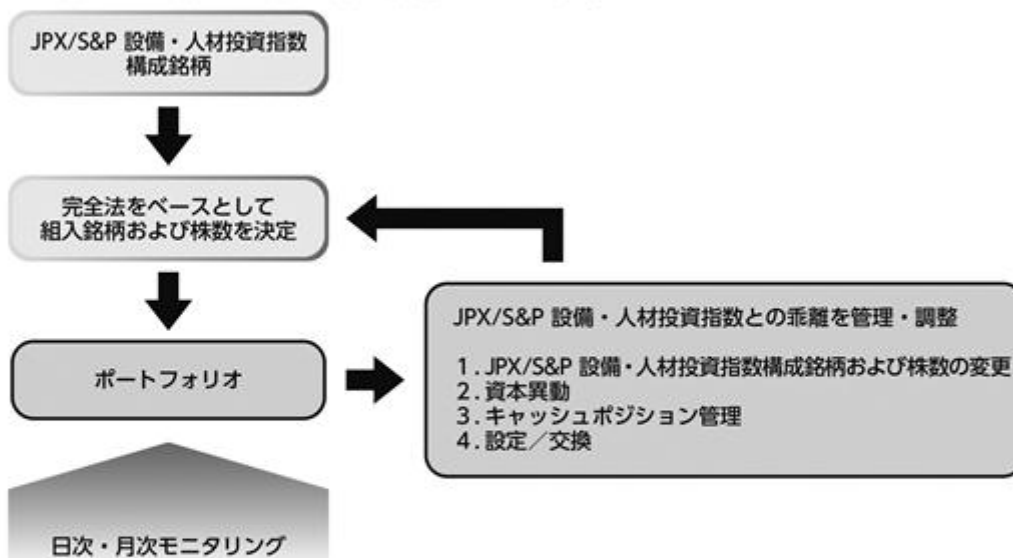 JPX/S&P 設備・人材投資指数
構成銘柄
完全法をベースとして
組入銘柄および株数を決定
ポートフォリオ
JPX/S&P 設備・人材投資指数との乖離を管理・調整
1.JPX/S&P 設備・人材投資指数構成銘柄および株数の変更
2.資本異動
3.キャッシュポジション管理
4.設定／交換
日次・月次モニタリング